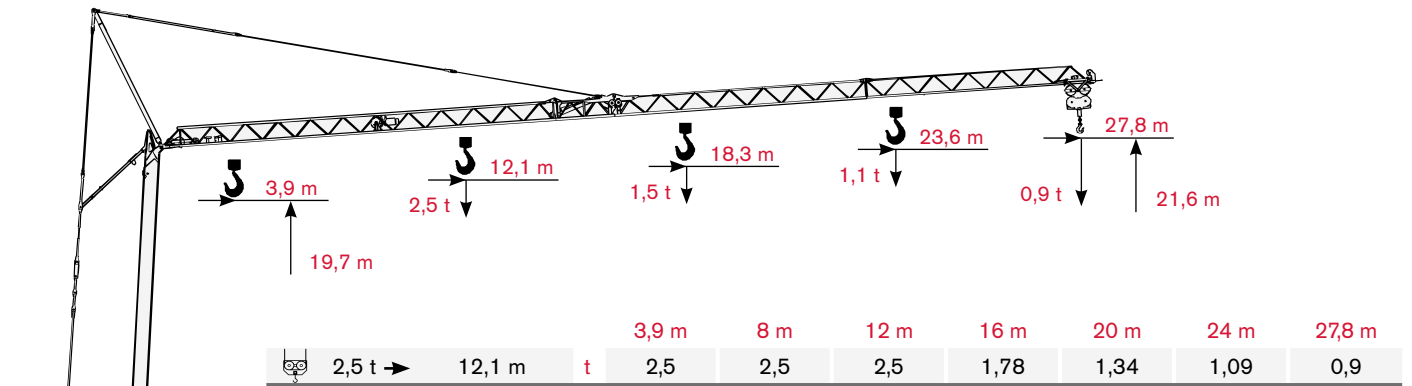 27,8 m
23,6 m
18,3 m
12,1 m
3,9 m
1,1 t
1,5 t
0,9 t
21,6 m
2,5 t
19,7 m
3,9 m 8 m 12 m 16 m 20 m 24 m 27,8 m
2,5 t 12,1 m t 2,5 2,5 2,5 1,78 1,34 1,09 0,9